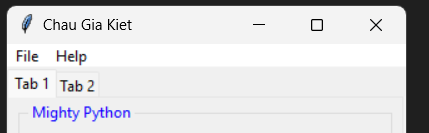 Chau Gia Kiet
File Help
Tab 1 Tab 2
Mighty Python